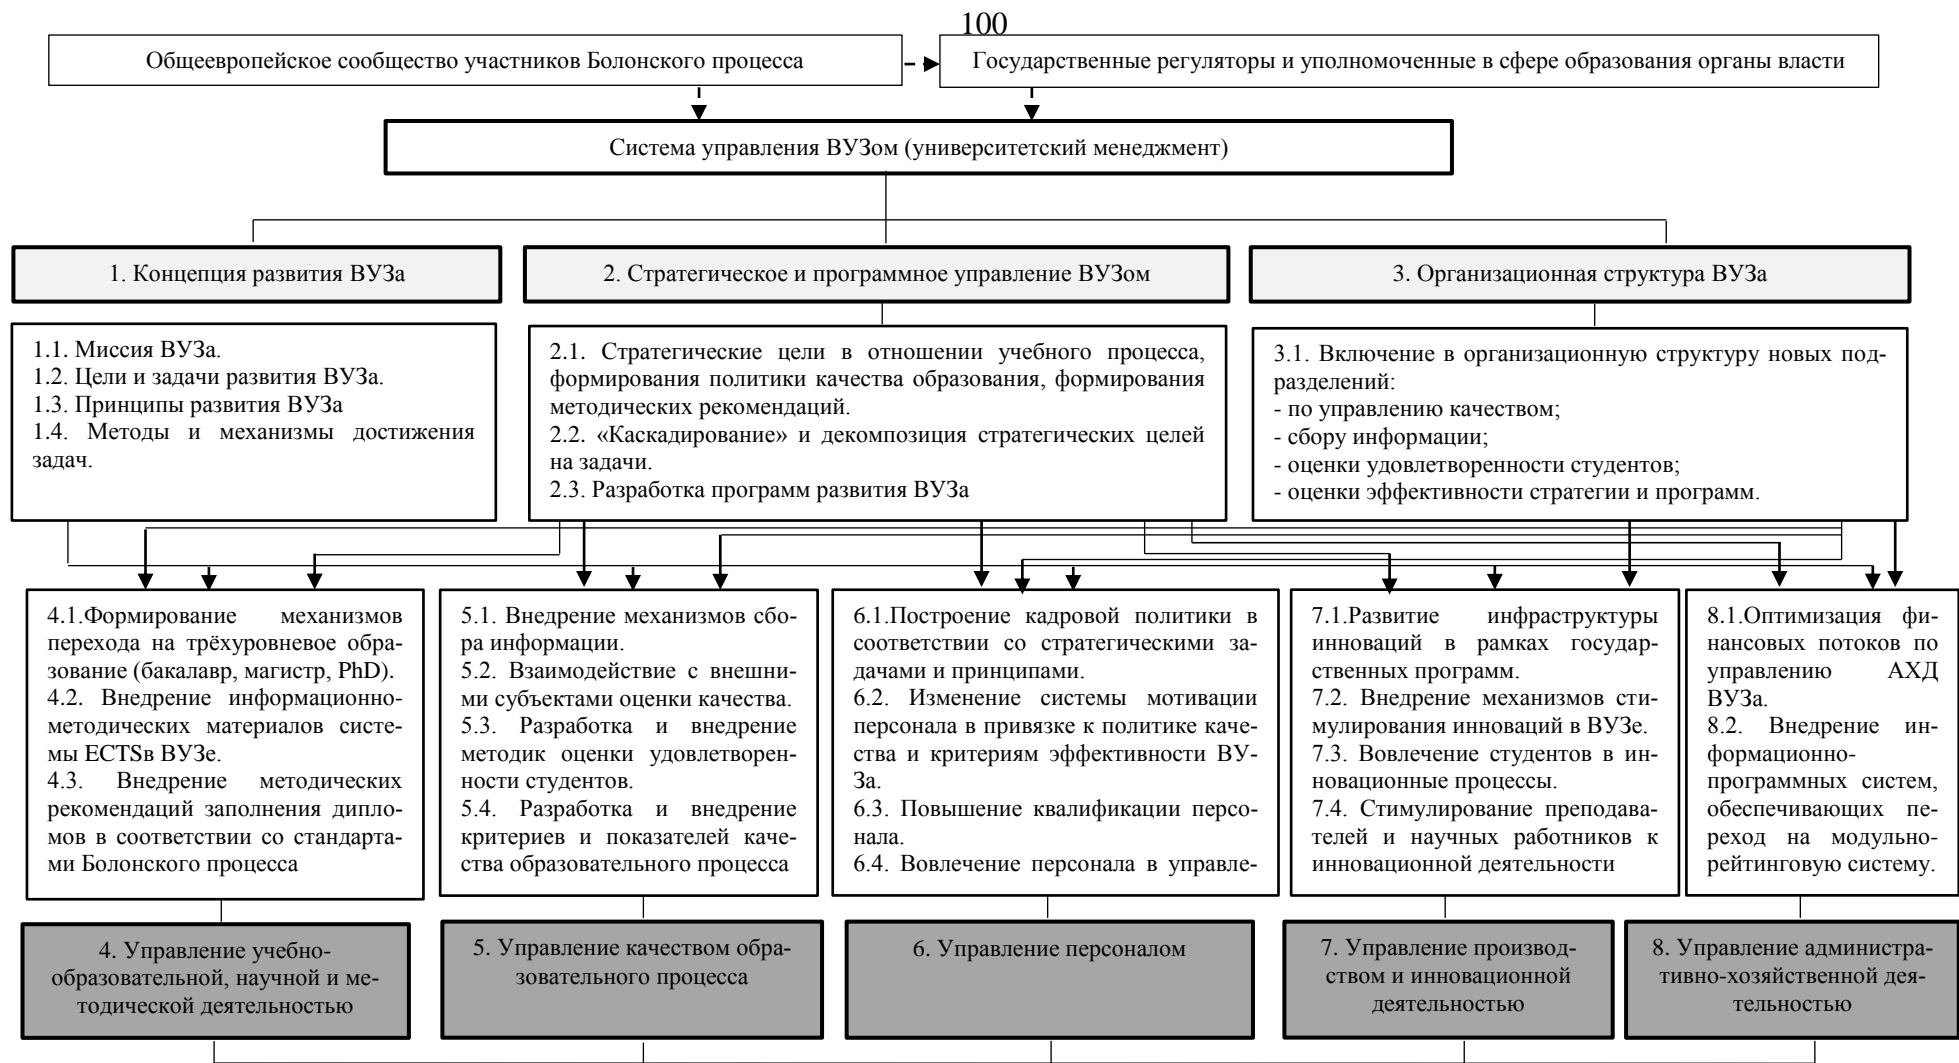 100
Общеевропейское сообщество участников Болонского процесса
Государственные регуляторы и уполномоченные в сфере образования органы власти
Система управления ВУЗом (университетский менеджмент)
1. Концепция развития ВУЗа
2. Стратегическое и программное управление ВУЗом
3. Организационная структура ВУЗа
1.1. Миссия ВУЗа.
1.2. Цели и задачи развития ВУЗа.
1.3. Принципы развития ВУЗа
1.4. Методы и механизмы достижения
задач.
2.1. Стратегические цели в отношении учебного процесса,
формирования политики качества образования, формирования
методических рекомендаций.
2.2. «Каскадирование» и декомпозиция стратегических целей
на задачи.
2.3. Разработка программ развития ВУЗа
3.1. Включение в организационную структуру новых под-
разделений:
- по управлению качеством;
- сбору информации;
- оценки удовлетворенности студентов;
- оценки эффективности стратегии и программ.
4.1.Формирование механизмов
перехода на трёхуровневое обра-
зование (бакалавр, магистр, PhD).
4.2. Внедрение информационно-
методических материалов систе-
мы ECTSв ВУЗе.
4.3. Внедрение методических
рекомендаций заполнения дипло-
мов в соответствии со стандарта-
ми Болонского процесса
5.1. Внедрение механизмов сбо-
ра информации.
5.2. Взаимодействие с внешни-
ми субъектами оценки качества.
5.3. Разработка и внедрение
методик оценки удовлетворен-
ности студентов.
5.4. Разработка и внедрение
критериев и показателей каче-
ства образовательного процесса
6.1.Построение кадровой политики в
соответствии со стратегическими за-
дачами и принципами.
6.2. Изменение системы мотивации
персонала в привязке к политике каче-
ства и критериям эффективности ВУ-
За.
6.3. Повышение квалификации персо-
нала.
6.4. Вовлечение персонала в управле-
7.1.Развитие инфраструктуры
инноваций в рамках государ-
ственных программ.
7.2. Внедрение механизмов сти-
мулирования инноваций в ВУЗе.
7.3. Вовлечение студентов в ин-
новационные процессы.
7.4. Стимулирование преподава-
телей и научных работников к
инновационной деятельности
8.1.Оптимизация фи-
нансовых потоков по
управлению АХД
ВУЗа.
8.2. Внедрение ин-
формационно-
программных систем,
обеспечивающих пе-
реход на модульно-
рейтинговую систему.
4. Управление учебно-
образовательной, научной и ме-
тодической деятельностью
5. Управление качеством обра-
зовательного процесса
6. Управление персоналом
7. Управление производ-
ством и инновационной
деятельностью
8. Управление администра-
тивно-хозяйственной дея-
тельностью